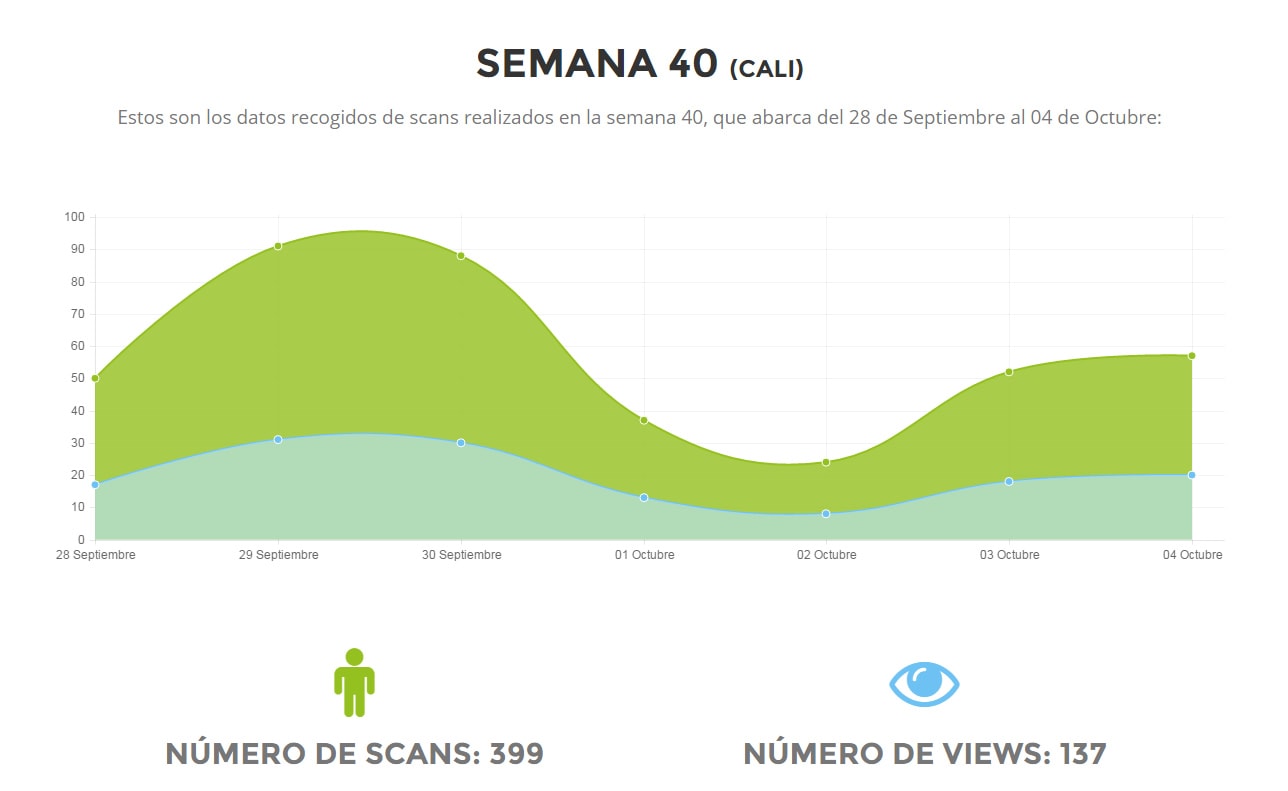 SEMANA 40 (CALI)
Estos son los datos recogidos de scans realizados en la semana 40, que abarca del 28 de Septiembre al 04 de Octubre:
100
90
80
70
60
50
40
30
20
10
0
28 Septiembre 29 Septiembre 30 Septiembre 01 Octubre 02 Octubre 03 Octubre 04 Octubre
NÚMERO DE SCANS: 399 NÚMERO DE VIEWS: 137